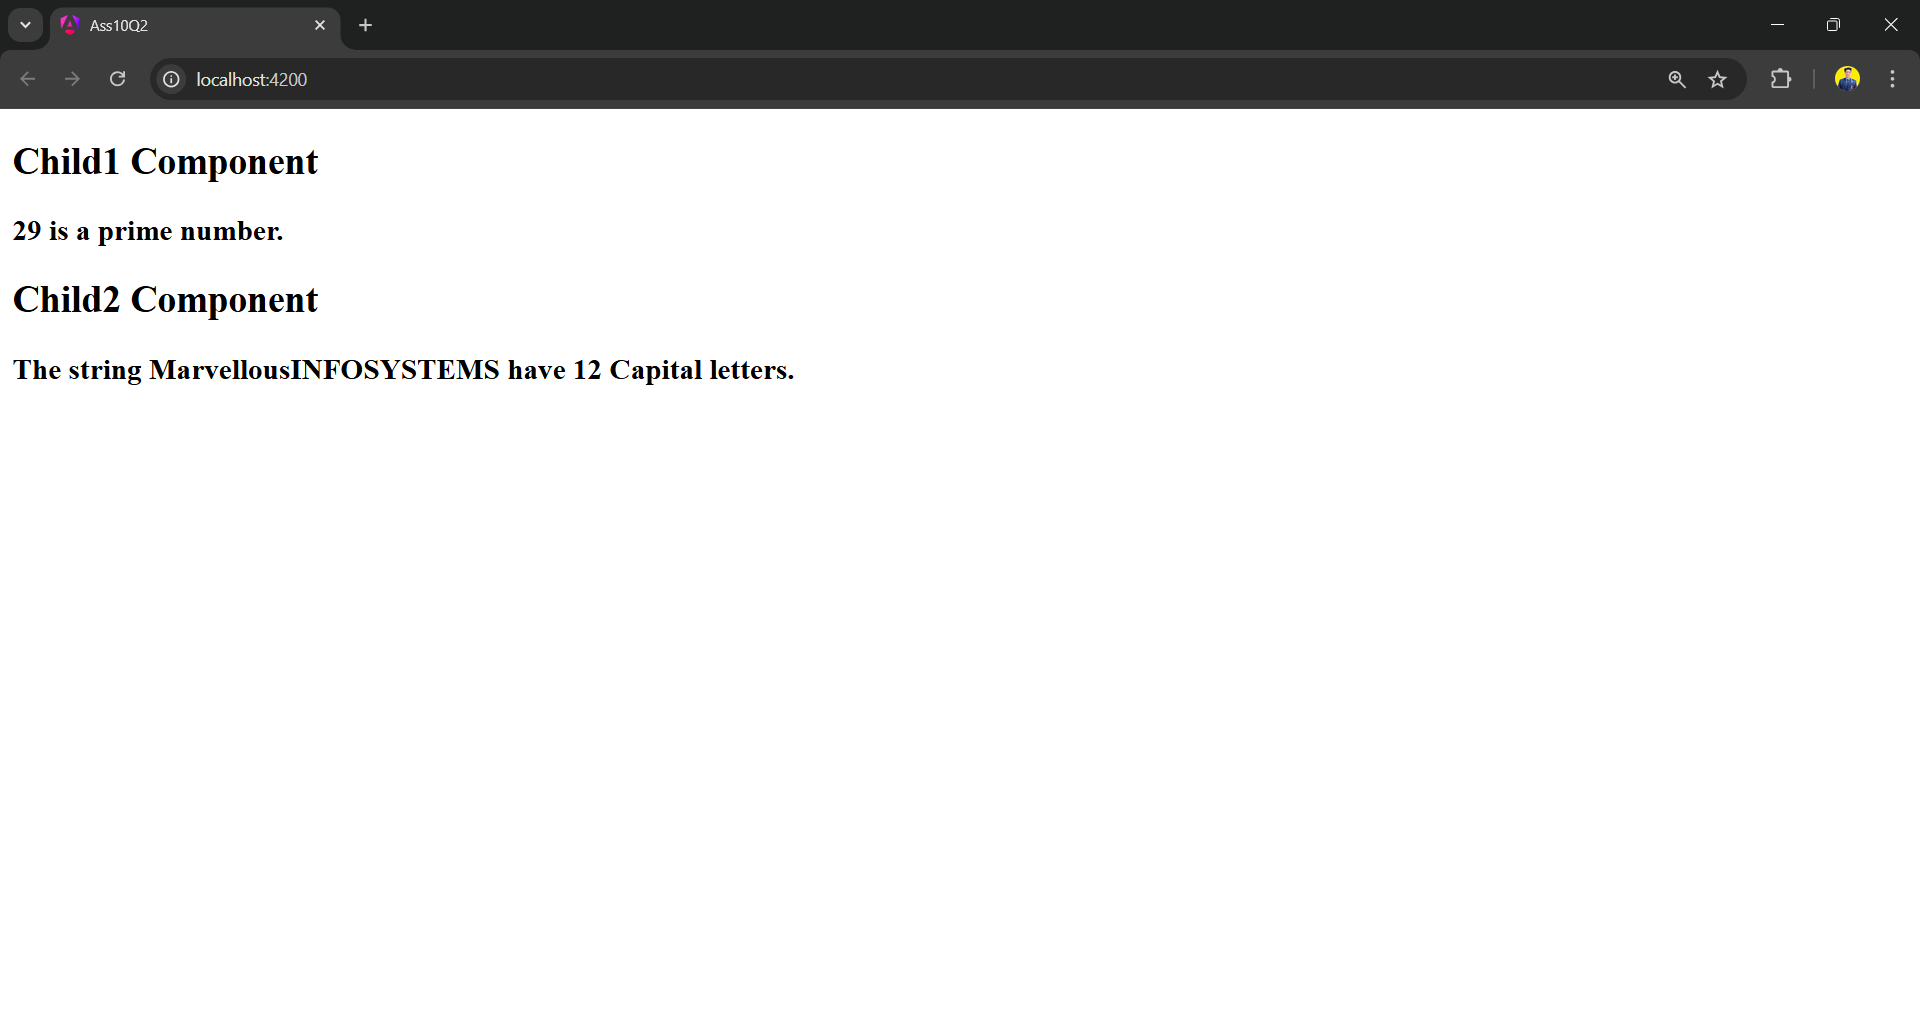 Ass10Q2
localhost:4200
Child1 Component
29 is a prime number.
Child2 Component
The string MarvellousINFOSYSTEMS have 12 Capital letters.